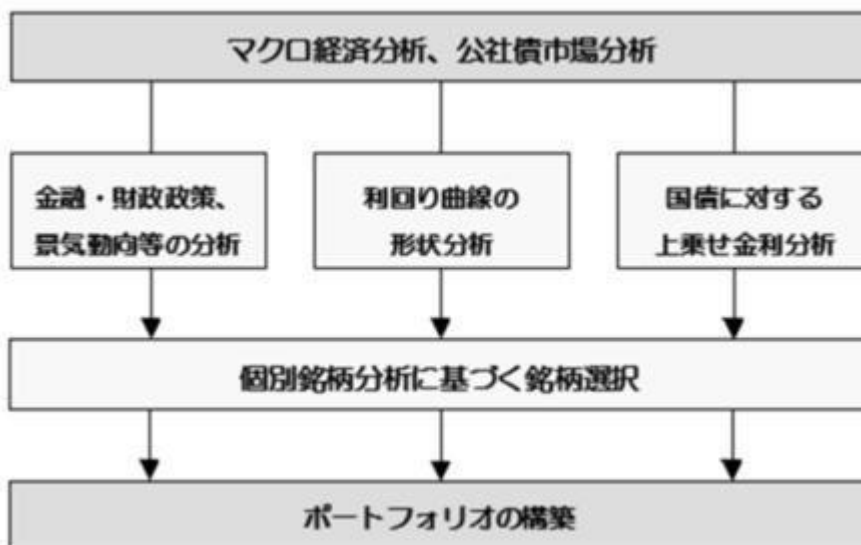 マクロ経済分析、公社債市場分析
金融・財政政策、
景気動向等の分析
利回り曲線の
形状分析
国債に対する
上乗せ金利分析
個別銘柄分析に基づく銘柄選択
ポートフォリオの構築